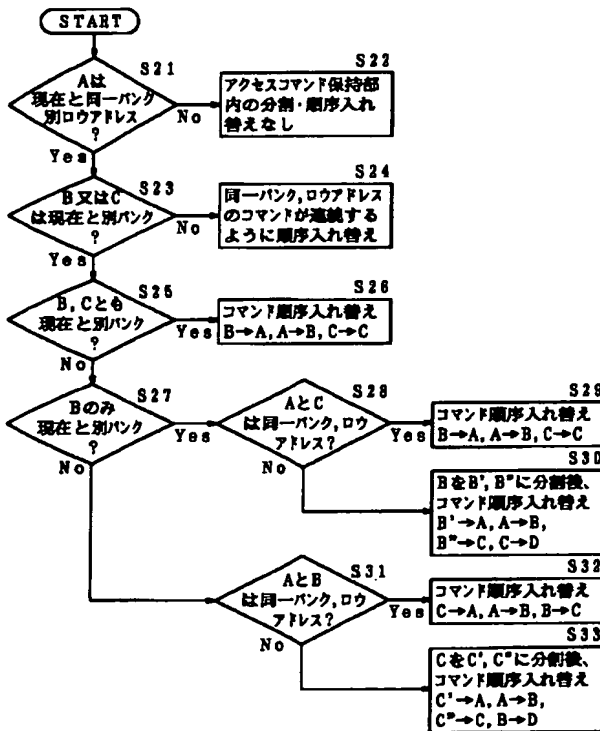 START
S21
Aは
現在と同一バンク
別ロウアドレス
?
No
Yes
S22
アクセスコマンド保持部
内の分割・順序入れ
替えなし
S23
B又はC
は現在と別バンク
?
No
Yes
S24
同一バンク,ロウアドレス
のコマンドが連続する
ように順序入れ替え
S25
B,Cとも
現在と別バンク
?
Yes
No
S26
コマンド順序入れ替え
B→A,A→B,C→C
S27
Bのみ
現在と別バンク
?
Yes
No
S28
AとC
は同一バンク,ロウ
アドレス?
Yes
No
S29
コマンド順序入れ替え
B→A,A→B,C→C
S30
BをB',B"に分割後、
コマンド順序入れ替え
B'→A,A→B,
B"→C,C→D
S31
AとB
は同一バンク,ロウ
アドレス?
Yes
No
S32
コマンド順序入れ替え
C→A,A→B,B→C
S33
CをC',C"に分割後、
コマンド順序入れ替え
C'→A,A→B,
C"→C,B→D